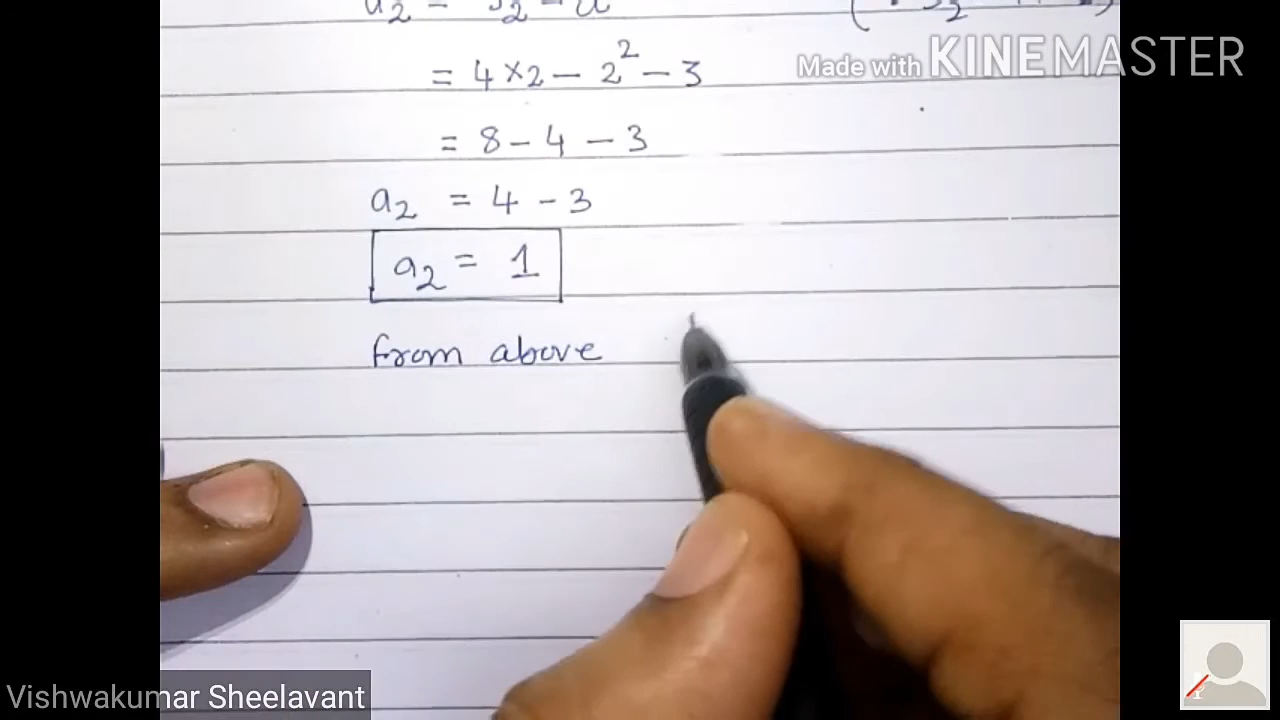 Made with KINEMASTER
= 4 × 2 − 2² − 3
= 8 − 4 − 3
a₂ = 4 − 3
a₂ = 1
from above
Vishwakumar Sheelavant